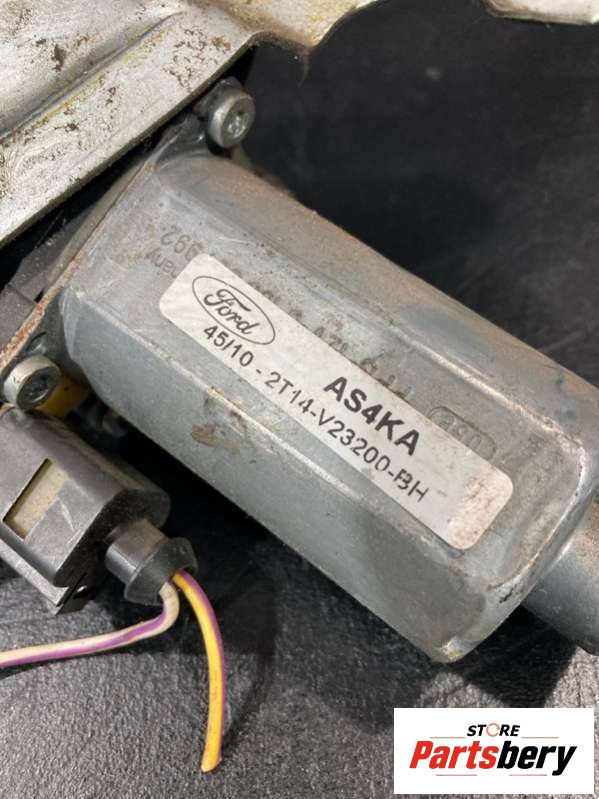 Ford
AS4KA
45/10 - 2T14-V23200-BH
STORE
Partsbery